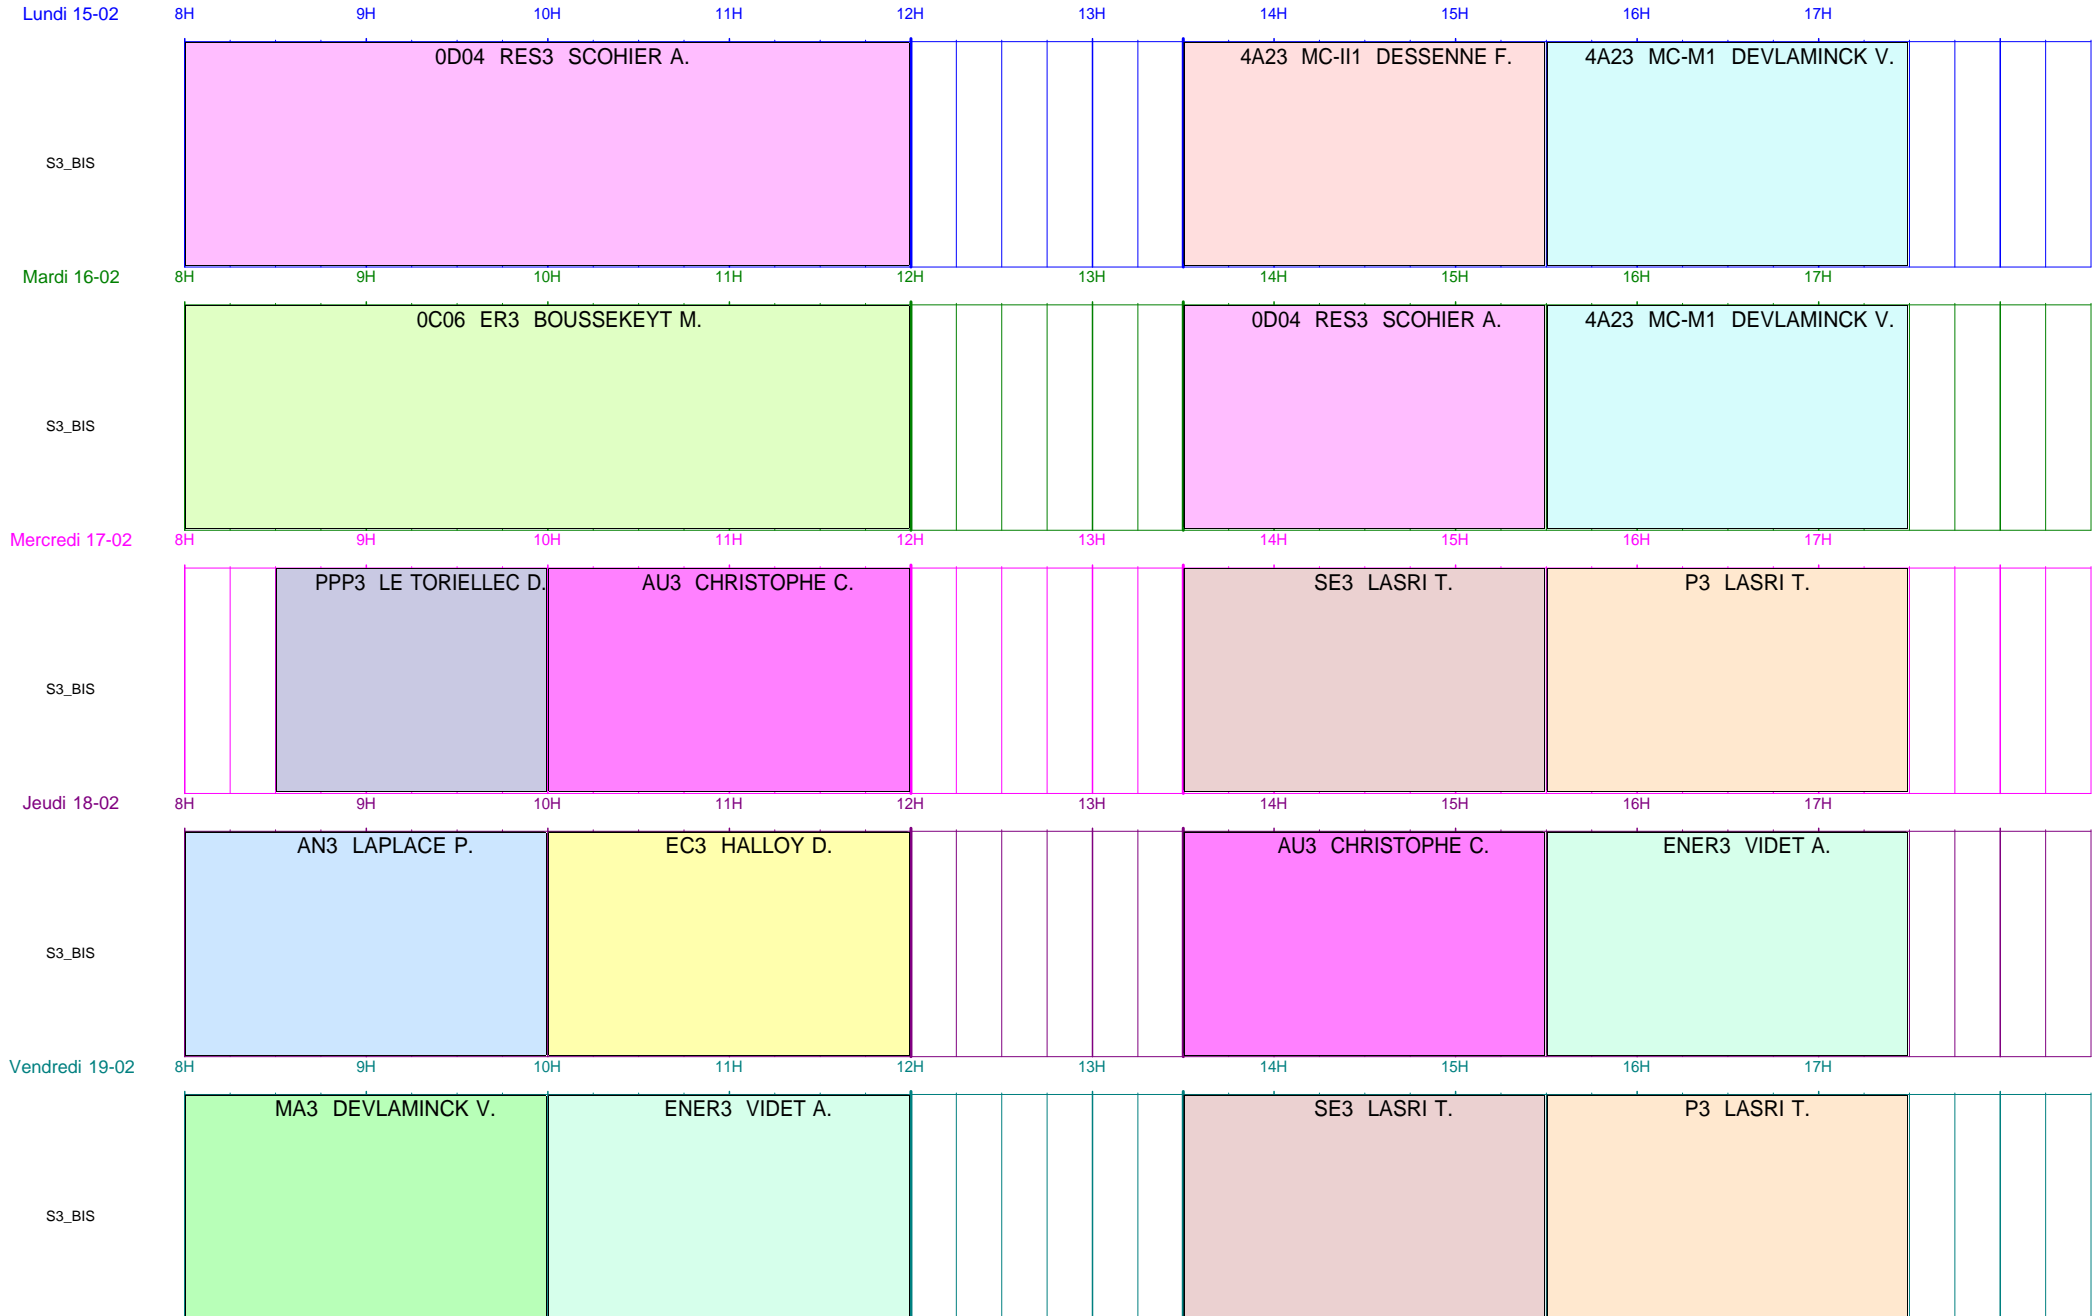 Lundi 15-02 8H 9H 10H 11H 12H 13H 14H 15H 16H 17H
0D04 RES3 SCOHIER A. 4A23 MC-II1 DESSENNE F. 4A23 MC-M1 DEVLAMINCK V.
S3_BIS
Mardi 16-02 8H 9H 10H 11H 12H 13H 14H 15H 16H 17H
0C06 ER3 BOUSSEKEYT M. 0D04 RES3 SCOHIER A. 4A23 MC-M1 DEVLAMINCK V.
S3_BIS
Mercredi 17-02 8H 9H 10H 11H 12H 13H 14H 15H 16H 17H
PPP3 LE TORIELLEC D. AU3 CHRISTOPHE C. SE3 LASRI T. P3 LASRI T.
S3_BIS
Jeudi 18-02 8H 9H 10H 11H 12H 13H 14H 15H 16H 17H
AN3 LAPLACE P. EC3 HALLOY D. AU3 CHRISTOPHE C. ENER3 VIDET A.
S3_BIS
Vendredi 19-02 8H 9H 10H 11H 12H 13H 14H 15H 16H 17H
MA3 DEVLAMINCK V. ENER3 VIDET A. SE3 LASRI T. P3 LASRI T.
S3_BIS